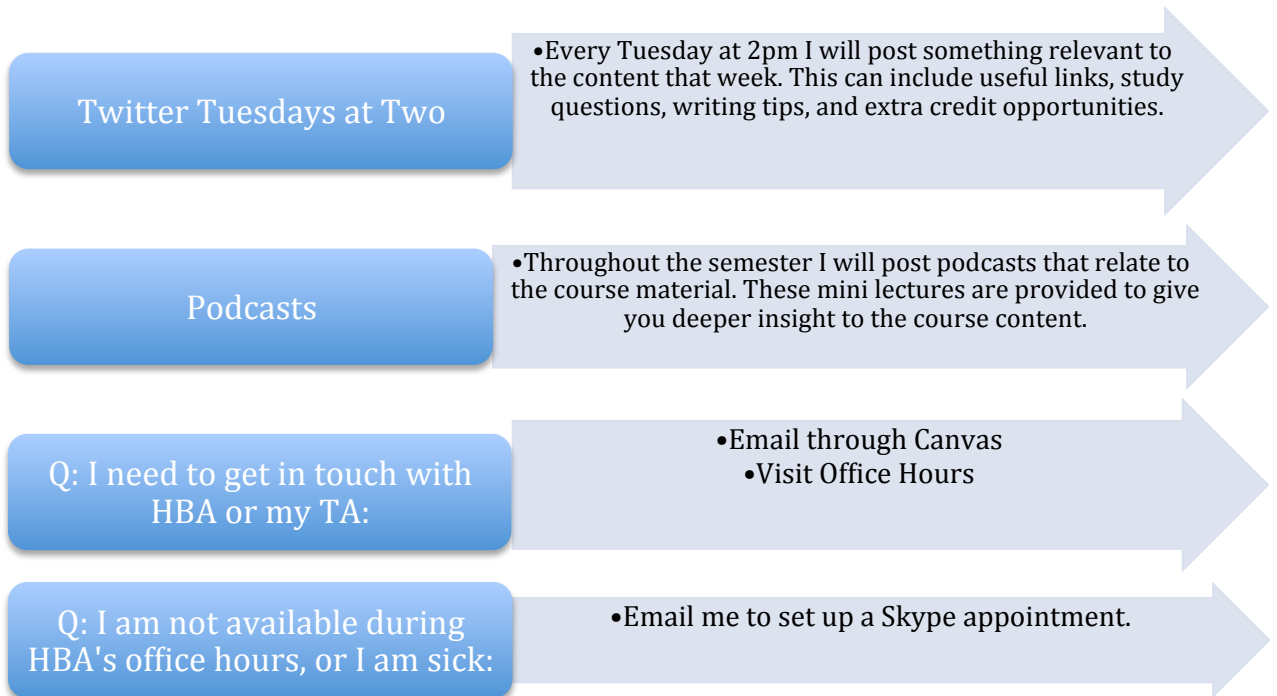 Twitter Tuesdays at Two
•Every Tuesday at 2pm I will post something relevant to
the content that week. This can include useful links, study
questions, writing tips, and extra credit opportunities.
Podcasts
•Throughout the semester I will post podcasts that relate to
the course material. These mini lectures are provided to give
you deeper insight to the course content.
Q: I need to get in touch with
HBA or my TA:
•Email through Canvas
•Visit Office Hours
Q: I am not available during
HBA's office hours, or I am sick:
•Email me to set up a Skype appointment.